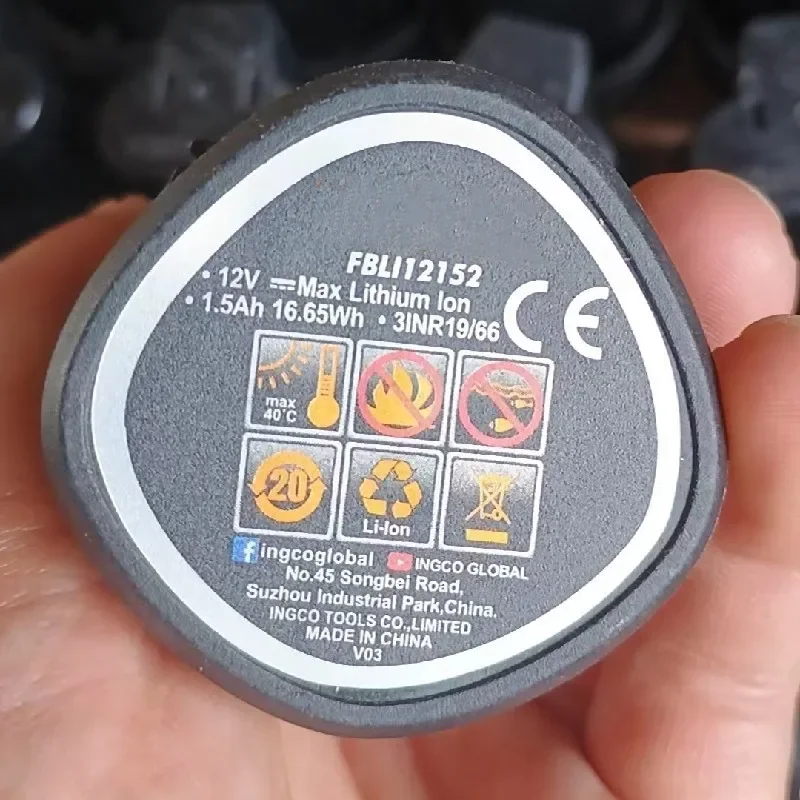 FBLI12152
• 12V ⎓Max Lithium Ion
• 1.5Ah 16.65Wh • 3INR19/66
CE
max
40°C
20
Li-Ion
ingcoglobal INGCO GLOBAL
No.45 Songbei Road,
Suzhou Industrial Park,China.
INGCO TOOLS CO.,LIMITED
MADE IN CHINA
V03